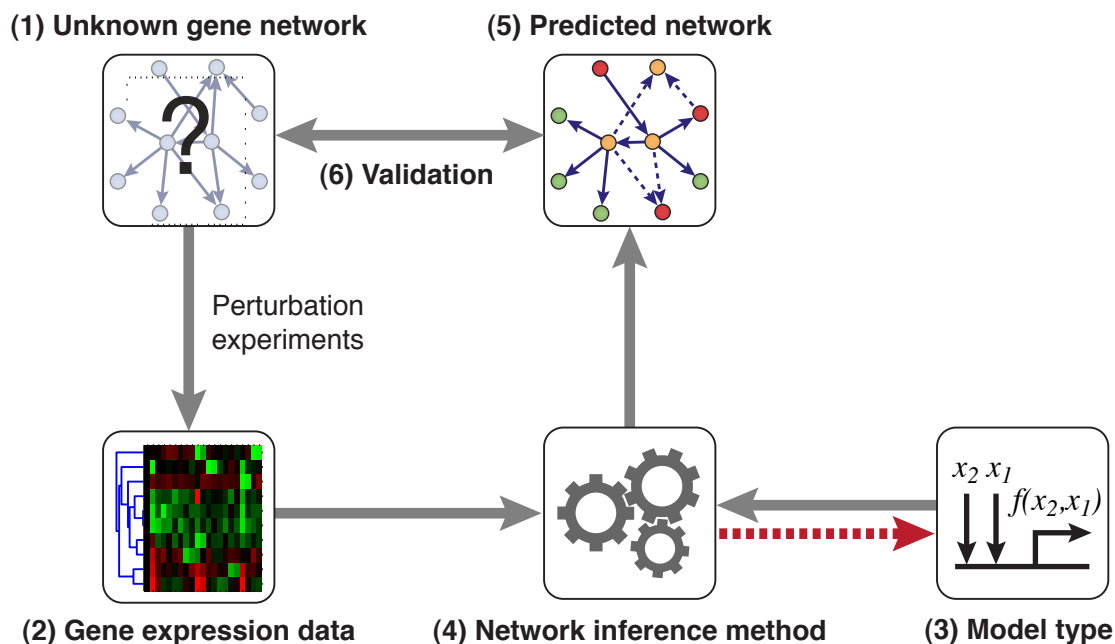 (1) Unknown gene network
(5) Predicted network
?
(6) Validation
Perturbation
experiments
x2 x1
f(x2,x1)
(2) Gene expression data
(4) Network inference method
(3) Model type